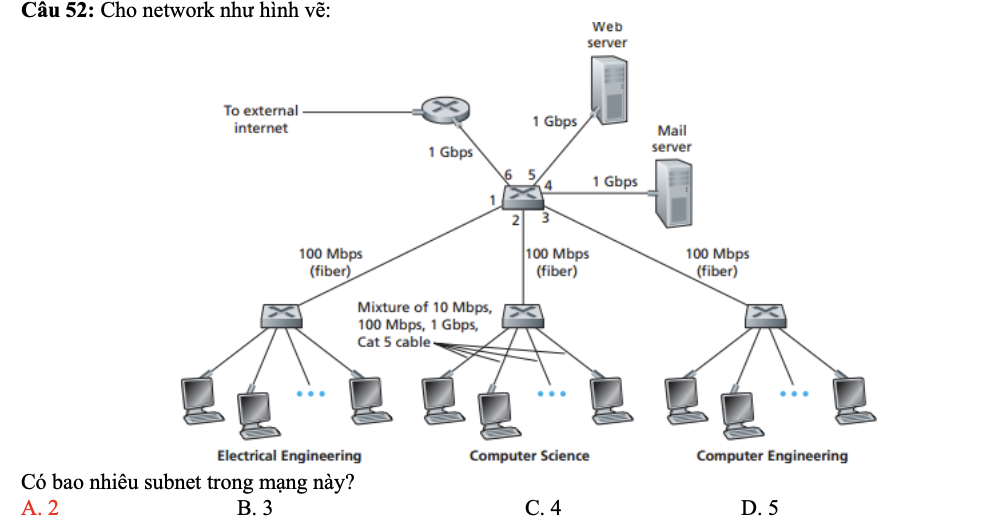 Câu 52: Cho network như hình vẽ:
Web
server
To external
internet
1 Gbps
Mail
server
1 Gbps
1 Gbps
6 5
4
1
2 3
100 Mbps
(fiber)
100 Mbps
(fiber)
100 Mbps
(fiber)
Mixture of 10 Mbps,
100 Mbps, 1 Gbps,
Cat 5 cable
Electrical Engineering
Computer Science
Computer Engineering
Có bao nhiêu subnet trong mạng này?
A. 2 B. 3 C. 4 D. 5